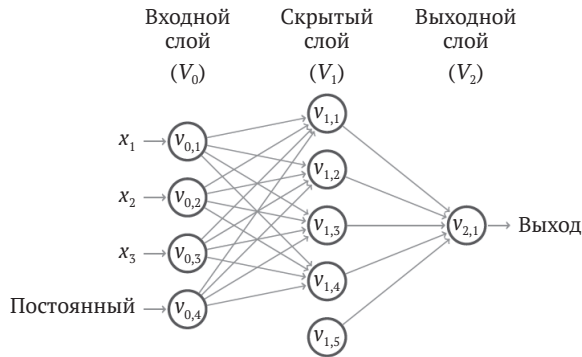 Входной Скрытый Выходной
слой слой слой
(V₀) (V₁) (V₂)
v₁,₁
x₁ v₀,₁
v₁,₂
x₂ v₀,₂
v₁,₃ v₂,₁ Выход
x₃ v₀,₃
v₁,₄
Постоянный v₀,₄
v₁,₅